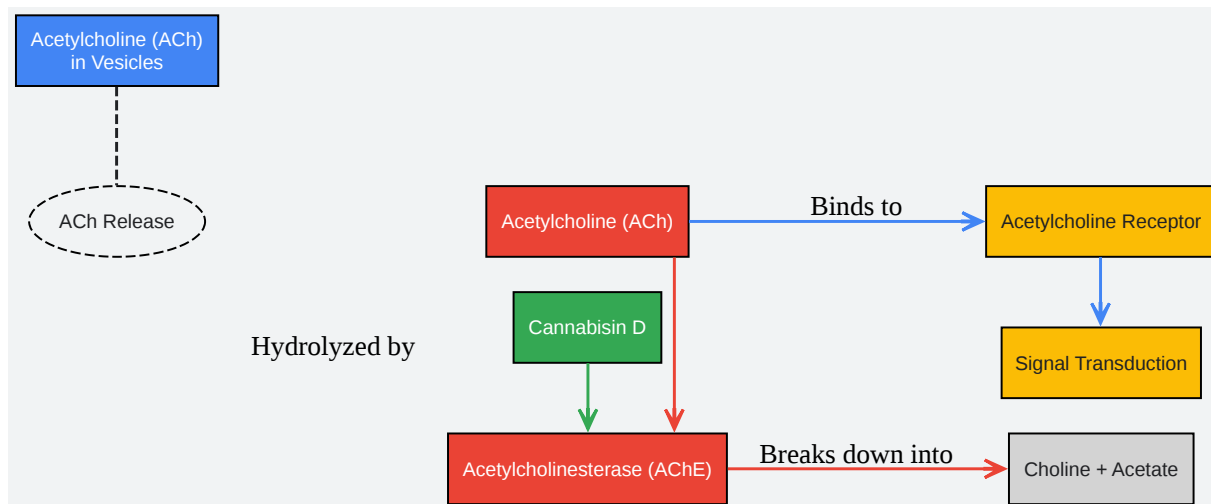 Acetylcholine (ACh)
in Vesicles
ACh Release
Acetylcholine (ACh)
Binds to
Acetylcholine Receptor
Cannabisin D
Hydrolyzed by
Signal Transduction
Acetylcholinesterase (AChE)
Breaks down into
Choline + Acetate